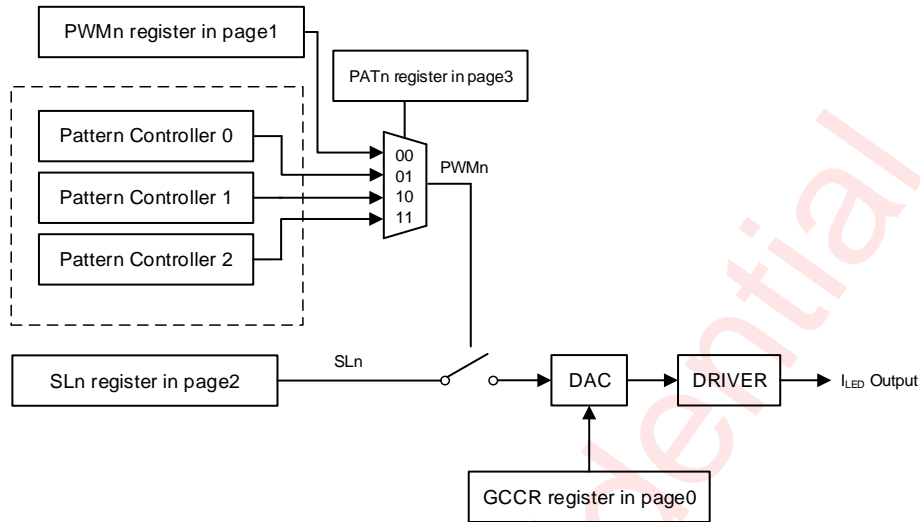 PWMn register in page1
PATn register in page3
Pattern Controller 0
Pattern Controller 1
Pattern Controller 2
00
01
10
11
PWMn
SLn register in page2
SLn
DAC
DRIVER
ILED Output
GCCR register in page0
dential